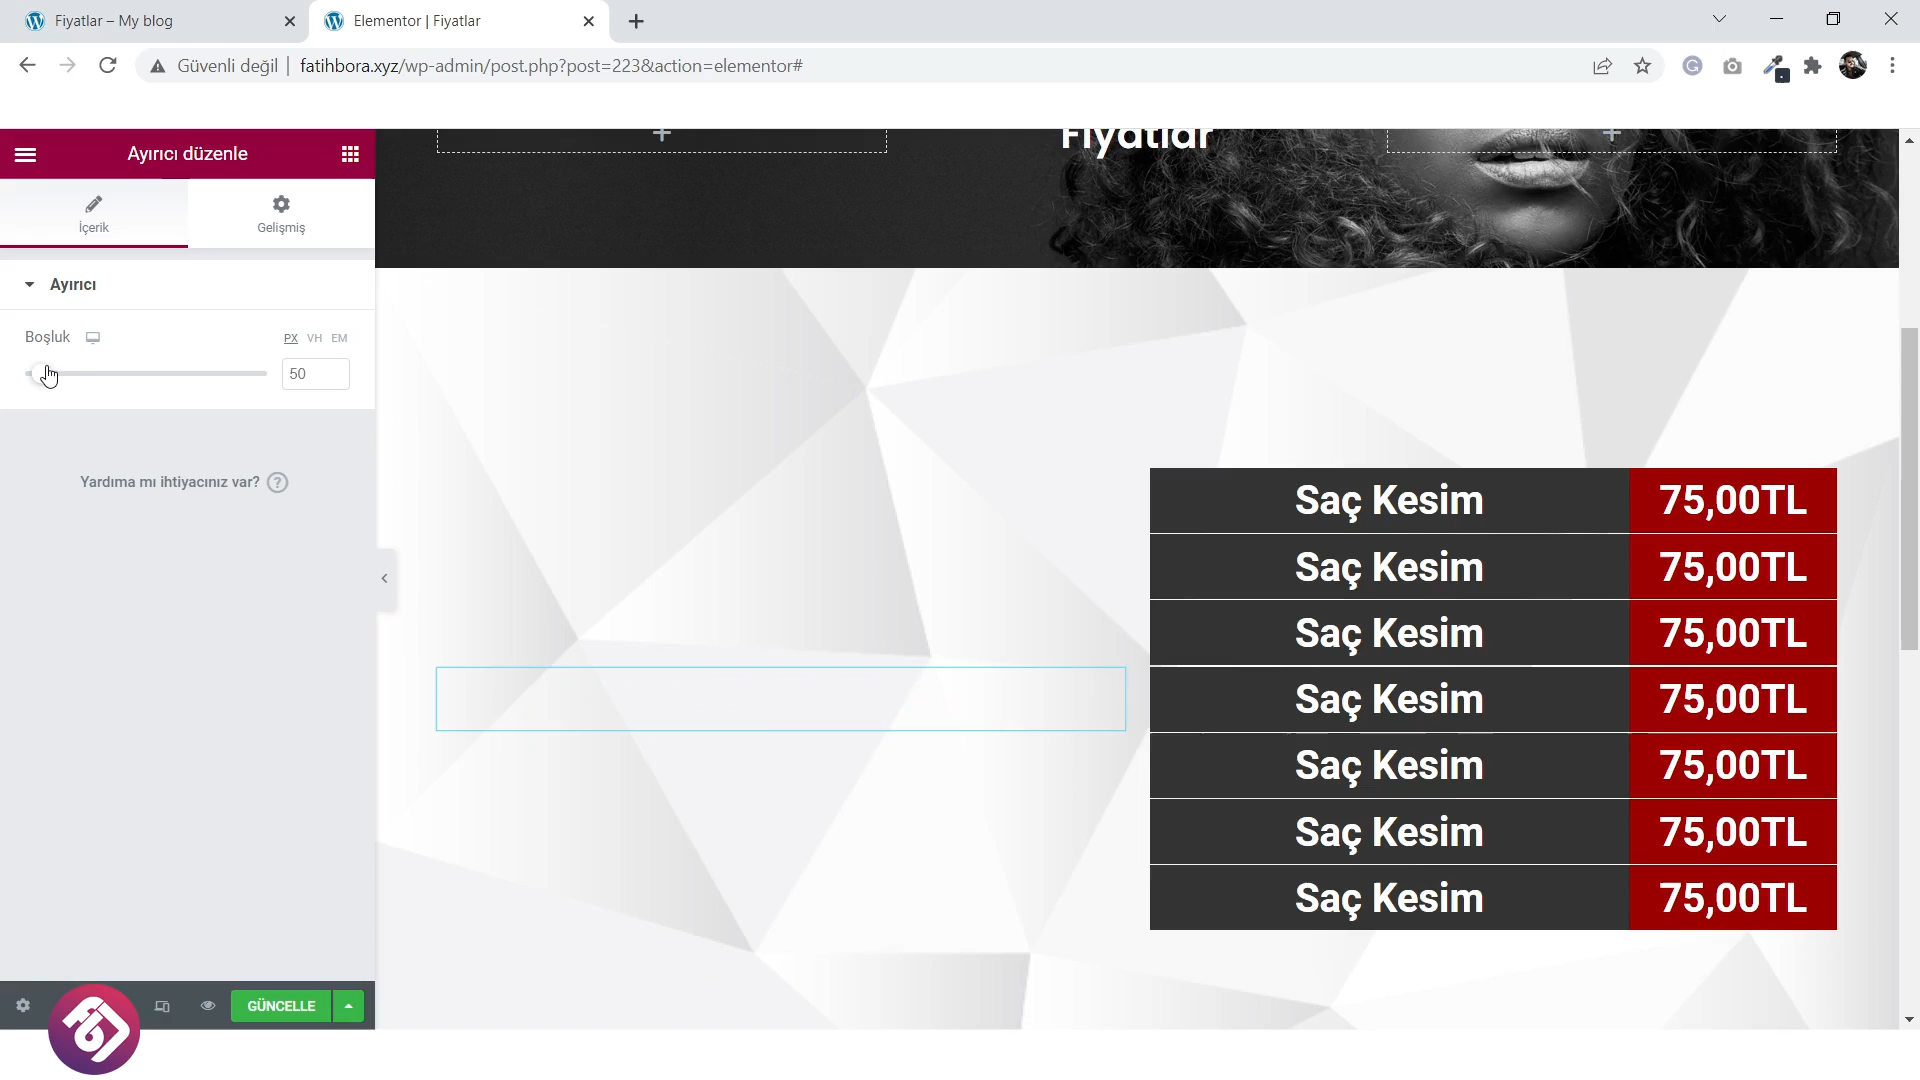 Fiyatlar – My blog
Elementor | Fiyatlar
Güvenli değil | fatihbora.xyz/wp-admin/post.php?post=223&action=elementor#
Ayırıcı düzenle
İçerik
Gelişmiş
Ayırıcı
Boşluk
PX VH EM
50
Yardıma mı ihtiyacınız var? ?
GÜNCELLE
Fiyatlar
Saç Kesim 75,00TL
Saç Kesim 75,00TL
Saç Kesim 75,00TL
Saç Kesim 75,00TL
Saç Kesim 75,00TL
Saç Kesim 75,00TL
Saç Kesim 75,00TL